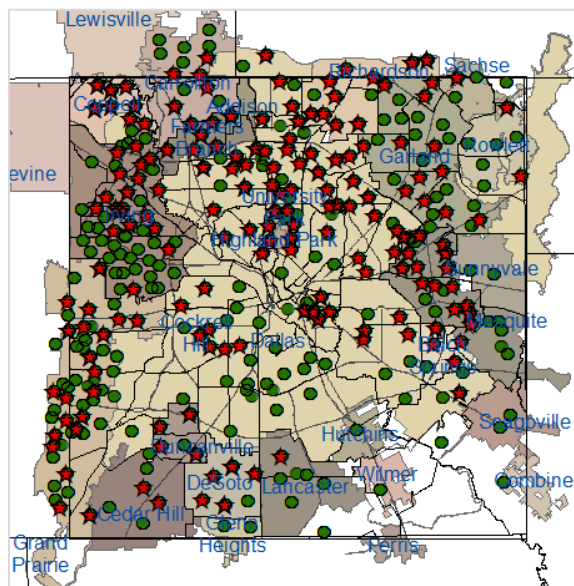 Lewisville
Richardson
Sachse
Carrollton
Coppell
Addison
Farmers
Branch
Garland
Rowlett
evine
University
Park
Irving
Highland Park
Sunnyvale
Cockrell
Hill
Dallas
Mesquite
Balch
Springs
Seagoville
Hutchins
Duncanville
Wilmer
Combine
DeSoto
Lancaster
Cedar Hill
Glenn
Heights
Grand
Prairie
Ferris